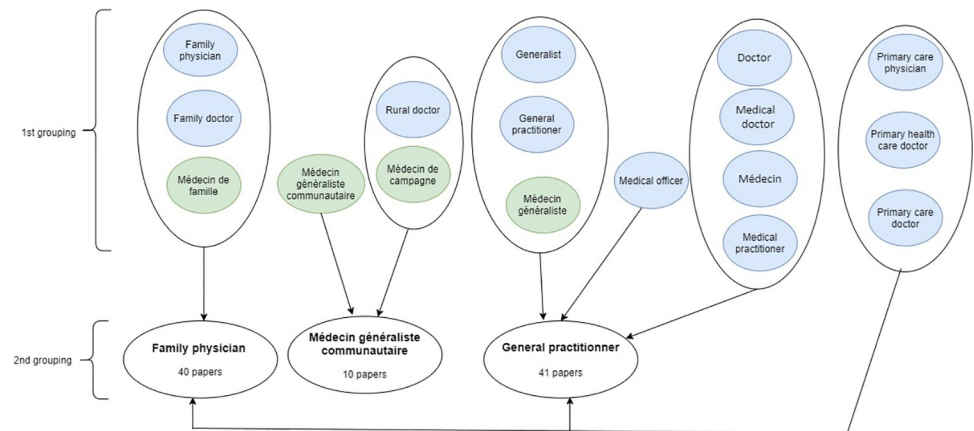 1st grouping
Family
physician
Family doctor
Médecin de
famille
Médecin
généraliste
communautaire
Rural doctor
Médecin de
campagne
Generalist
General
practitioner
Médecin
généraliste
Medical officer
Doctor
Medical
doctor
Médecin
Medical
practitioner
Primary care
physician
Primary health
care doctor
Primary care
doctor
2nd grouping
Family physician
40 papers
Médecin généraliste
communautaire
10 papers
General practitionner
41 papers